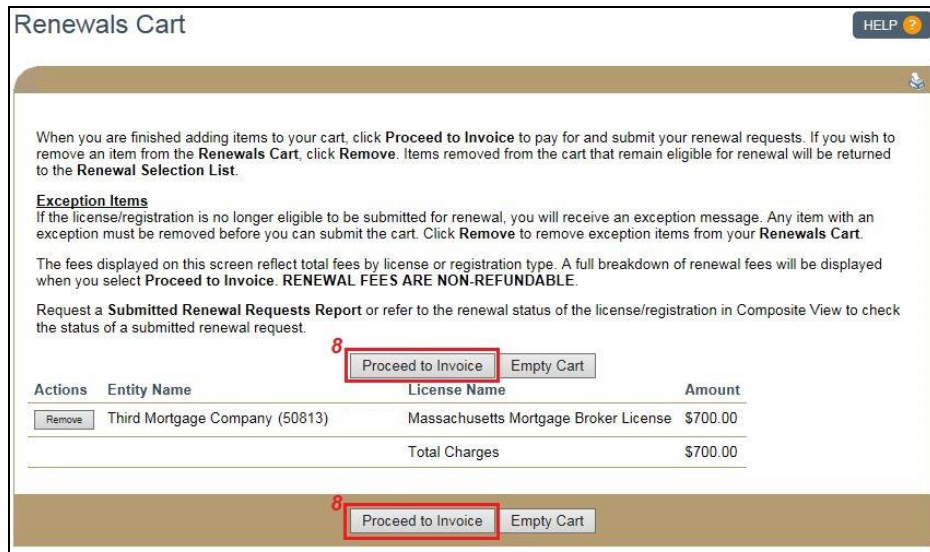 Renewals Cart
HELP ?
When you are finished adding items to your cart, click Proceed to Invoice to pay for and submit your renewal requests. If you wish to
remove an item from the Renewals Cart, click Remove. Items removed from the cart that remain eligible for renewal will be returned
to the Renewal Selection List.
Exception Items
If the license/registration is no longer eligible to be submitted for renewal, you will receive an exception message. Any item with an
exception must be removed before you can submit the cart. Click Remove to remove exception items from your Renewals Cart.
The fees displayed on this screen reflect total fees by license or registration type. A full breakdown of renewal fees will be displayed
when you select Proceed to Invoice. RENEWAL FEES ARE NON-REFUNDABLE.
Request a Submitted Renewal Requests Report or refer to the renewal status of the license/registration in Composite View to check
the status of a submitted renewal request.
8
Proceed to Invoice Empty Cart
Actions Entity Name License Name Amount
Remove Third Mortgage Company (50813) Massachusetts Mortgage Broker License $700.00
Total Charges $700.00
8
Proceed to Invoice Empty Cart